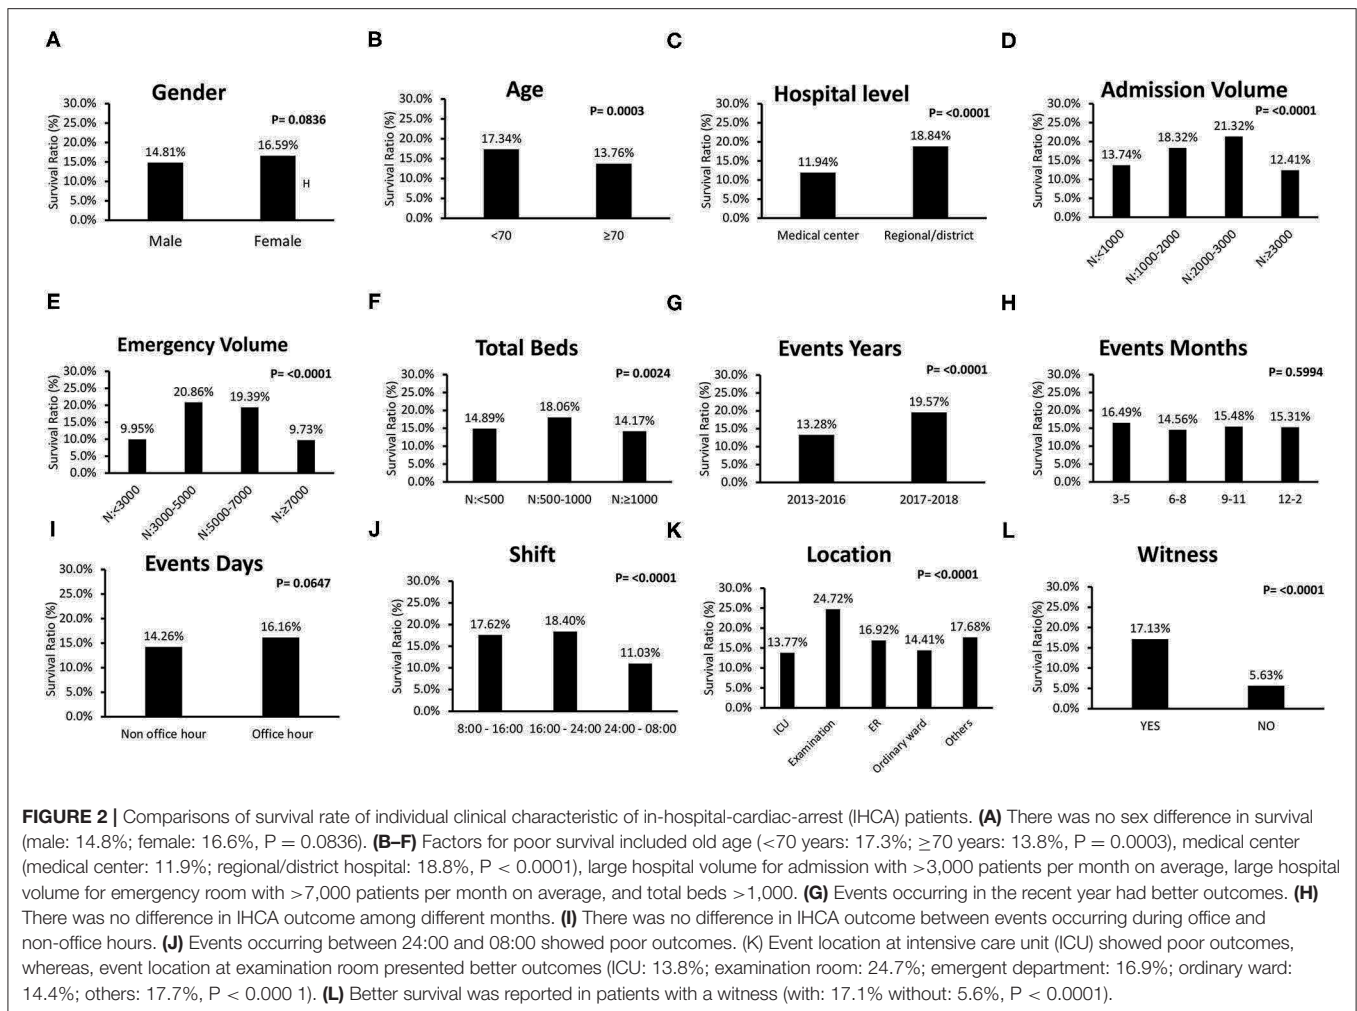 A
Gender
P= 0.0836
Survival Ratio (%)
30.0%
25.0%
20.0%
15.0%
10.0%
5.0%
0.0%
14.81%
16.59%
H
Male
Female
B
Age
P= 0.0003
Survival Ratio (%)
30.0%
25.0%
20.0%
15.0%
10.0%
5.0%
0.0%
17.34%
13.76%
<70
≥70
C
Hospital level
P= <0.0001
Survival Ratio (%)
30.0%
25.0%
20.0%
15.0%
10.0%
5.0%
0.0%
11.94%
18.84%
Medical center
Regional/district
D
Admission Volume
P= <0.0001
Survival Ratio (%)
30.0%
25.0%
20.0%
15.0%
10.0%
5.0%
0.0%
13.74%
18.32%
21.32%
12.41%
N:<1000
N:1000-2000
N:2000-3000
N:≥3000
E
Emergency Volume
P= <0.0001
Survival Ratio (%)
30.0%
25.0%
20.0%
15.0%
10.0%
5.0%
0.0%
9.95%
20.86%
19.39%
9.73%
N:<3000
N:3000-5000
N:5000-7000
N:≥7000
F
Total Beds
P= 0.0024
Survival Ratio (%)
30.0%
25.0%
20.0%
15.0%
10.0%
5.0%
0.0%
14.89%
18.06%
14.17%
N:<500
N:500-1000
N:≥1000
G
Events Years
P= <0.0001
Survival Ratio (%)
30.0%
25.0%
20.0%
15.0%
10.0%
5.0%
0.0%
13.28%
19.57%
2013-2016
2017-2018
H
Events Months
P= 0.5994
Survival Ratio (%)
30.0%
25.0%
20.0%
15.0%
10.0%
5.0%
0.0%
16.49%
14.56%
15.48%
15.31%
3-5
6-8
9-11
12-2
I
Events Days
P= 0.0647
Survival Ratio (%)
30.0%
25.0%
20.0%
15.0%
10.0%
5.0%
0.0%
14.26%
16.16%
Non office hour
Office hour
J
Shift
P= <0.0001
Survival Ratio (%)
30.0%
25.0%
20.0%
15.0%
10.0%
5.0%
0.0%
17.62%
18.40%
11.03%
8:00 - 16:00
16:00 - 24:00
24:00 - 08:00
K
Location
P= <0.0001
Survival Ratio (%)
30.0%
25.0%
20.0%
15.0%
10.0%
5.0%
0.0%
13.77%
24.72%
16.92%
14.41%
17.68%
ICU
Examination
ER
Ordinary ward
Others
L
Witness
P= <0.0001
Survival Ratio(%)
30.0%
25.0%
20.0%
15.0%
10.0%
5.0%
0.0%
17.13%
5.63%
YES
NO
FIGURE 2 | Comparisons of survival rate of individual clinical characteristic of in-hospital-cardiac-arrest (IHCA) patients. (A) There was no sex difference in survival
(male: 14.8%; female: 16.6%, P = 0.0836). (B–F) Factors for poor survival included old age (<70 years: 17.3%; ≥70 years: 13.8%, P = 0.0003), medical center
(medical center: 11.9%; regional/district hospital: 18.8%, P < 0.0001), large hospital volume for admission with >3,000 patients per month on average, large hospital
volume for emergency room with >7,000 patients per month on average, and total beds >1,000. (G) Events occurring in the recent year had better outcomes. (H)
There was no difference in IHCA outcome among different months. (I) There was no difference in IHCA outcome between events occurring during office and
non-office hours. (J) Events occurring between 24:00 and 08:00 showed poor outcomes. (K) Event location at intensive care unit (ICU) showed poor outcomes,
whereas, event location at examination room presented better outcomes (ICU: 13.8%; examination room: 24.7%; emergent department: 16.9%; ordinary ward:
14.4%; others: 17.7%, P < 0.000 1). (L) Better survival was reported in patients with a witness (with: 17.1% without: 5.6%, P < 0.0001).